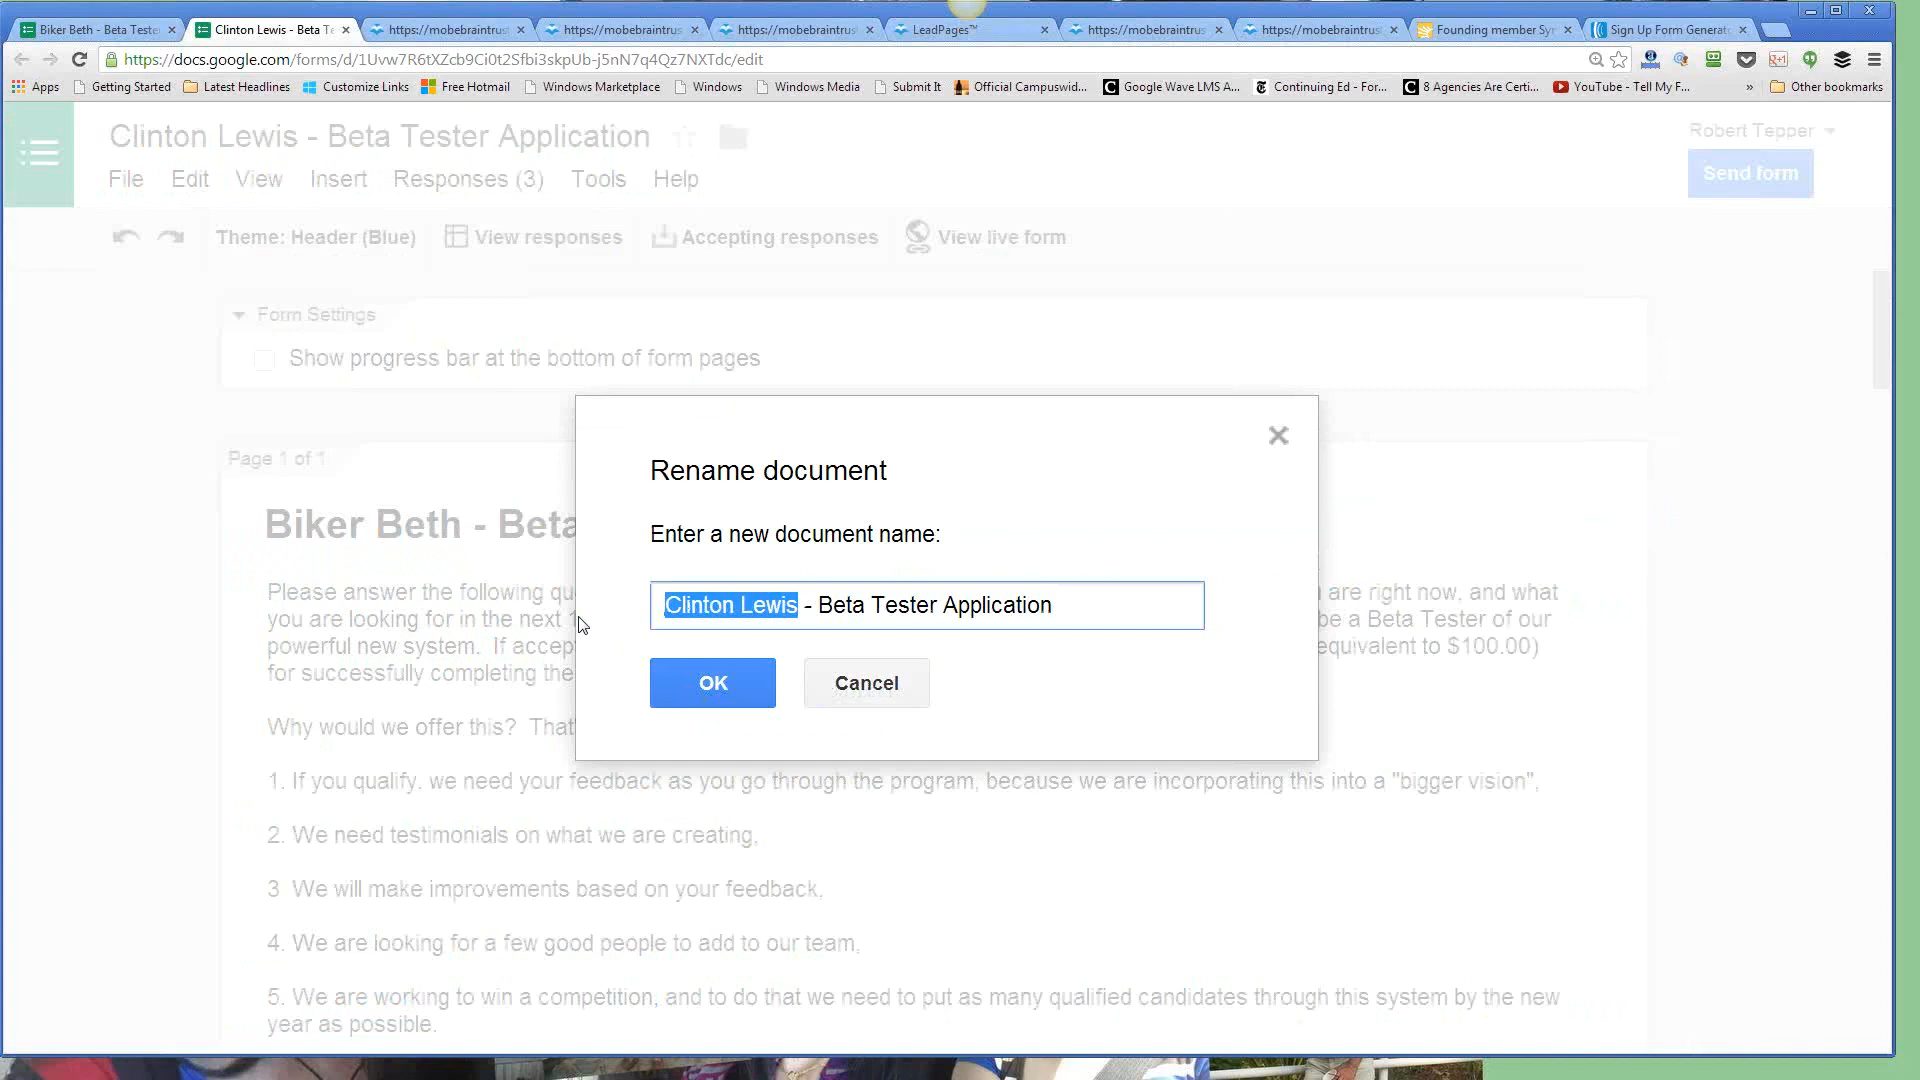 Biker Beth - Beta Teste
Clinton Lewis - Beta Te
https://mobebraintrus
https://mobebraintrus
https://mobebraintrus
LeadPages™
https://mobebraintrus
https://mobebraintrus
Founding member Syn
Sign Up Form Generato
https://docs.google.com/forms/d/1Uvw7R6tXZcb9Ci0t2Sfbi3skpUb-j5nN7q4Qz7NXTdc/edit
Apps
Getting Started
Latest Headlines
Customize Links
Free Hotmail
Windows Marketplace
Windows
Windows Media
Submit It
Official Campuswid...
Google Wave LMS A...
Continuing Ed - For...
8 Agencies Are Certi...
YouTube - Tell My F...
»
Other bookmarks
Clinton Lewis - Beta Tester Application
Robert Tepper
File Edit View Insert Responses (3) Tools Help
Send form
Theme: Header (Blue) View responses Accepting responses View live form
Form Settings
Show progress bar at the bottom of form pages
Page 1 of 1
Rename document
Enter a new document name:
Clinton Lewis - Beta Tester Application
OK Cancel
Biker Beth - Beta
Please answer the following qu
are right now, and what
you are looking for in the next
be a Beta Tester of our
powerful new system. If accep
equivalent to $100.00)
for successfully completing the
Why would we offer this? That'
1. If you qualify, we need your feedback as you go through the program, because we are incorporating this into a "bigger vision",
2. We need testimonials on what we are creating,
3 We will make improvements based on your feedback,
4. We are looking for a few good people to add to our team,
5. We are working to win a competition, and to do that we need to put as many qualified candidates through this system by the new
year as possible.